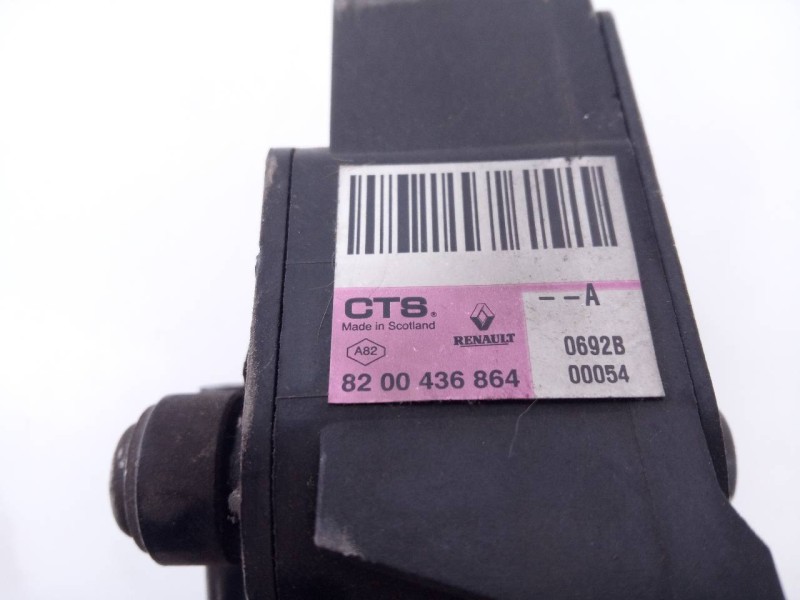 CTS®
Made in Scotland
A82
RENAULT
82 00 436 864
--A
0692B
00054